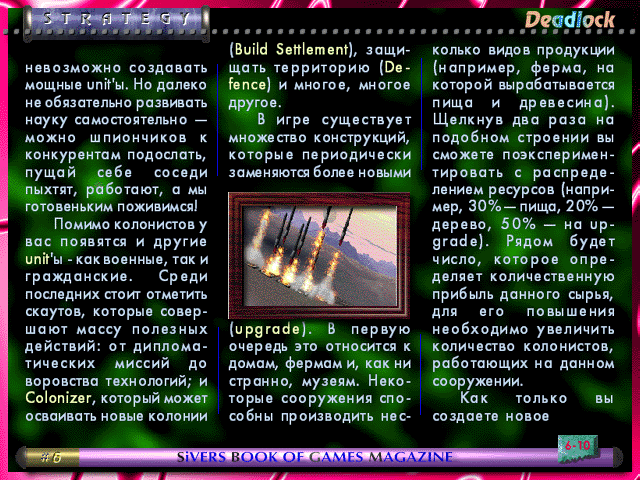 STRATEGY
Deadlock
невозможно создавать
мощные unit'ы. Но далеко
не обязательно развивать
науку самостоятельно —
можно шпиончиков к
конкурентам подослать,
пущай себе соседи
пыхтят, работают, а мы
готовеньким поживимся!
Помимо колонистов у
вас появятся и другие
unit'ы - как военные, так и
гражданские. Среди
последних стоит отметить
скаутов, которые совер-
шают массу полезных
действий: от диплома-
тических миссий до
воровства технологий; и
Colonizer, который может
осваивать новые колонии
(Build Settlement), защи-
щать территорию (De-
fence) и многое, многое
другое.
В игре существует
множество конструкций,
которые периодически
заменяются более новыми
(upgrade). В первую
очередь это относится к
домам, фермам и, как ни
странно, музеям. Неко-
торые сооружения спо-
собны производить нес-
колько видов продукции
(например, ферма, на
которой вырабатывается
пища и древесина).
Щелкнув два раза на
подобном строении вы
сможете поэксперимен-
тировать с распреде-
лением ресурсов (напри-
мер, 30% — пища, 20% —
дерево, 50% — на up-
grade). Рядом будет
число, которое опре-
деляет количественную
прибыль данного сырья,
для его повышения
необходимо увеличить
количество колонистов,
работающих на данном
сооружении.
Как только вы
создаете новое
#6
SiVERS BOOK OF GAMES MAGAZINE
6-10